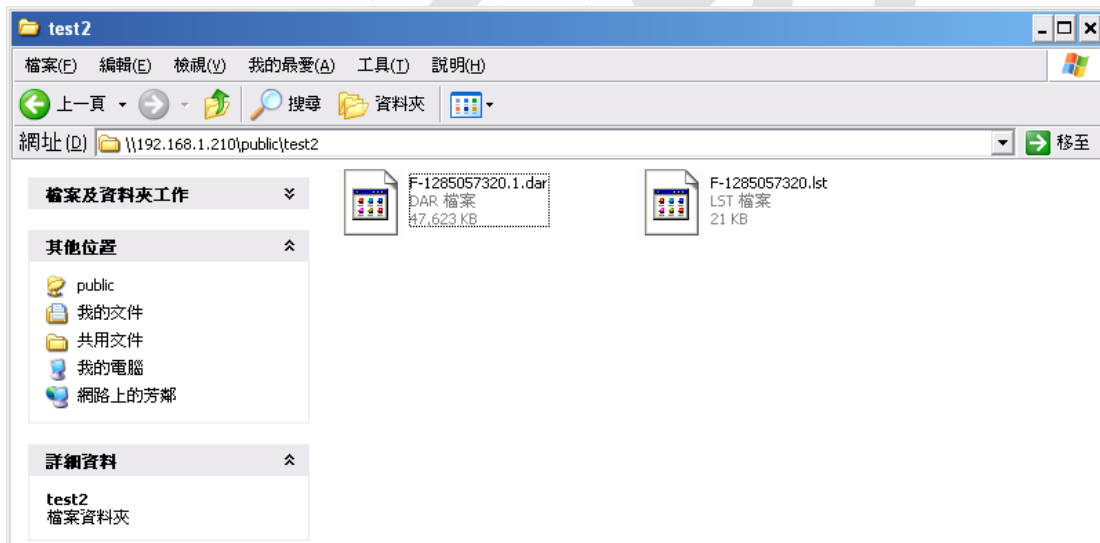 test2
檔案(F) 編輯(E) 檢視(V) 我的最愛(A) 工具(T) 說明(H)
上一頁 搜尋 資料夾
網址(D) \\192.168.1.210\public\test2 移至
檔案及資料夾工作
其他位置
public
我的文件
共用文件
我的電腦
網路上的芳鄰
詳細資料
test2
檔案資料夾
F-1285057320.1.dar
DAR 檔案
47,623 KB
F-1285057320.lst
LST 檔案
21 KB